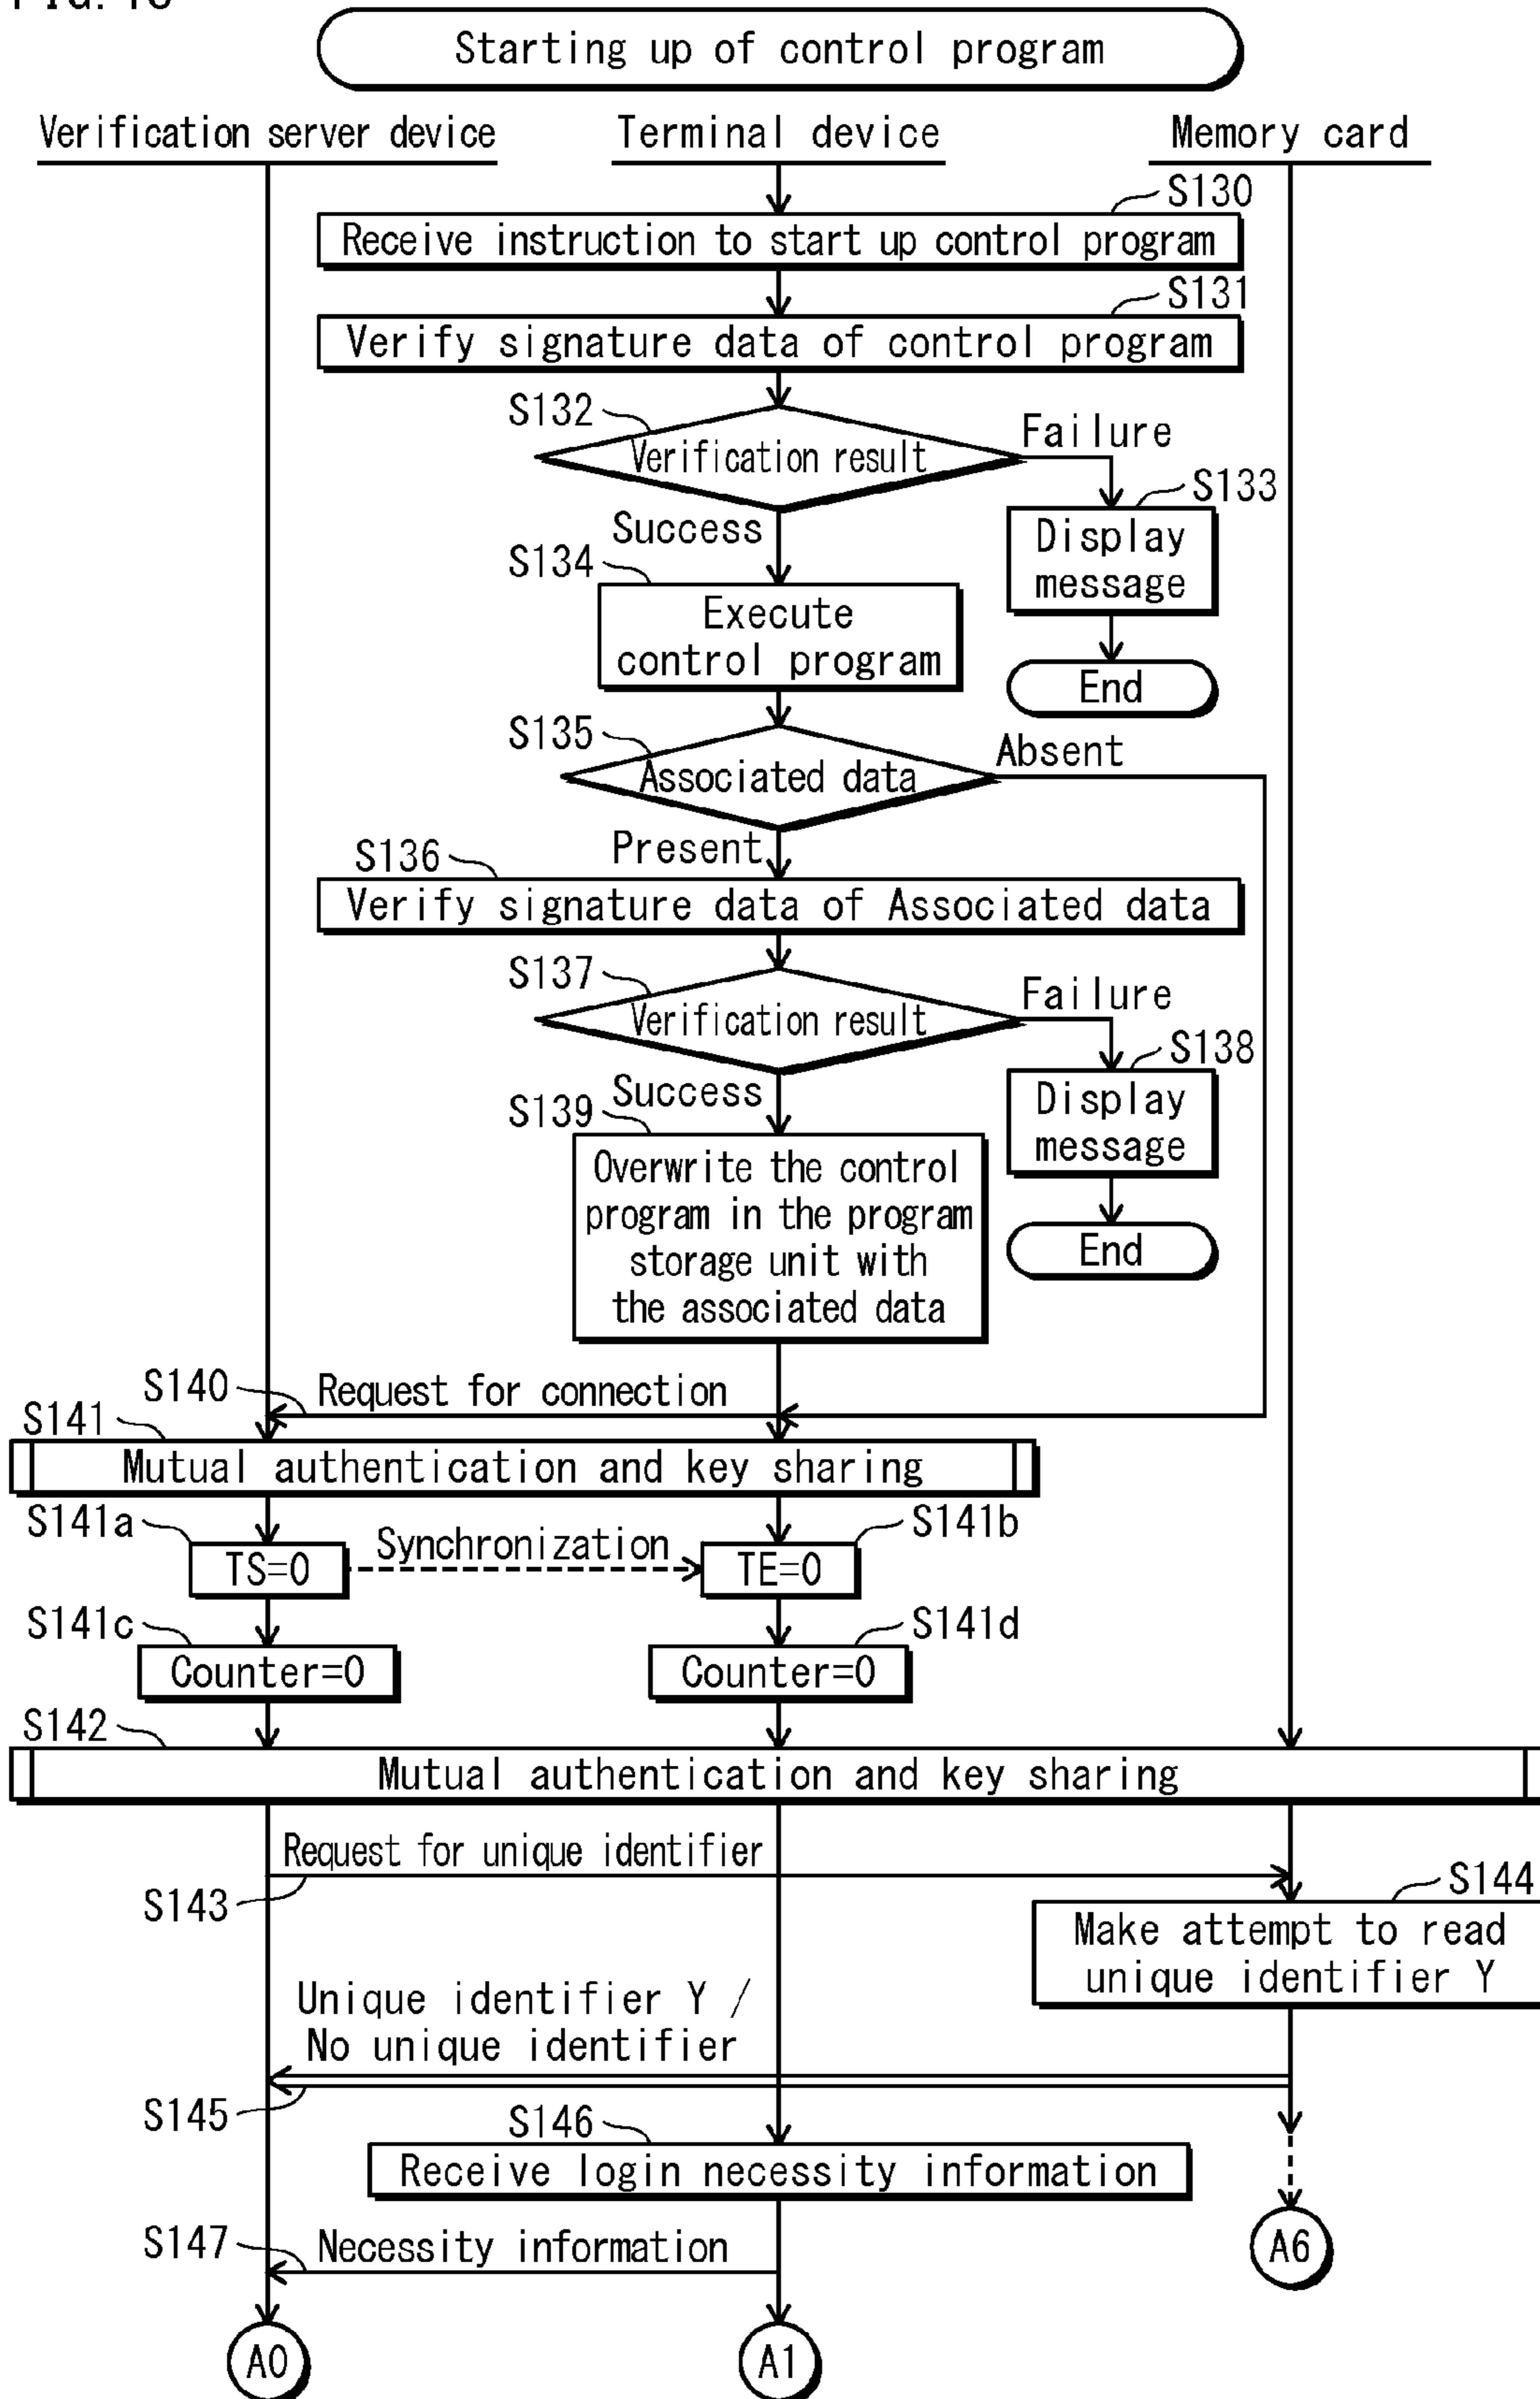 Starting up of control program
Verification server device
Terminal device
Memory card
S130
Receive instruction to start up control program
S131
Verify signature data of control program
S132
Verification result
Failure
S133
Display
message
End
Success
S134
Execute
control program
S135
Associated data
Absent
Present
S136
Verify signature data of Associated data
S137
Verification result
Failure
S138
Display
message
End
Success
S139
Overwrite the control
program in the program
storage unit with
the associated data
S140
Request for connection
S141
Mutual authentication and key sharing
S141a
TS=0
Synchronization
S141b
TE=0
S141c
Counter=0
S141d
Counter=0
S142
Mutual authentication and key sharing
Request for unique identifier
S143
S144
Make attempt to read
unique identifier Y
Unique identifier Y /
No unique identifier
S145
S146
Receive login necessity information
S147
Necessity information
A6
A0
A1